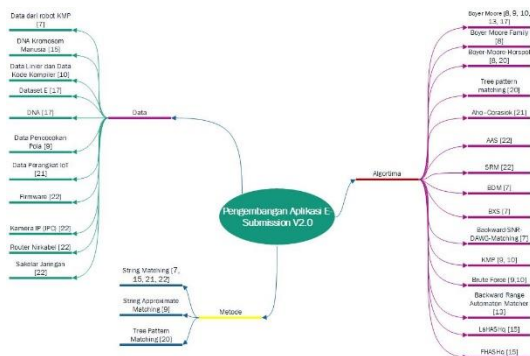 Data dari robot KMP
[7]
DNA Kromosom
Manusia [15]
Data Linier dan Data
Kode Kompiler [10]
Dataset E [17]
DNA [17]
Data Pencocokan
Pola [9]
Data Perangkat IoT
[21]
Firmware [22]
Kamera IP (IPC) [22]
Router Nirkabel [22]
Sakelar Jaringan
[22]
Data
Pengembangan Aplikasi E-
Submission V2.0
Metode
String Matching [7,
15, 21, 22]
String Approximate
Matching [9]
Tree Pattern
Matching [20]
Algoritma
Boyer Moore [8, 9, 10,
13, 17]
Boyer Moore Family
[8]
Boyer Moore Horspool
[8, 20]
Tree pattern
matching [20]
Aho-Corasick [21]
AAS [22]
SRM [22]
BDM [7]
BXS [7]
Backward SNR
DAWG-Matching [7]
KMP [9, 10]
Brute Force [9,10]
Backward Range
Automaton Matcher
[13]
LsHASHq [15]
FHASHq [15]